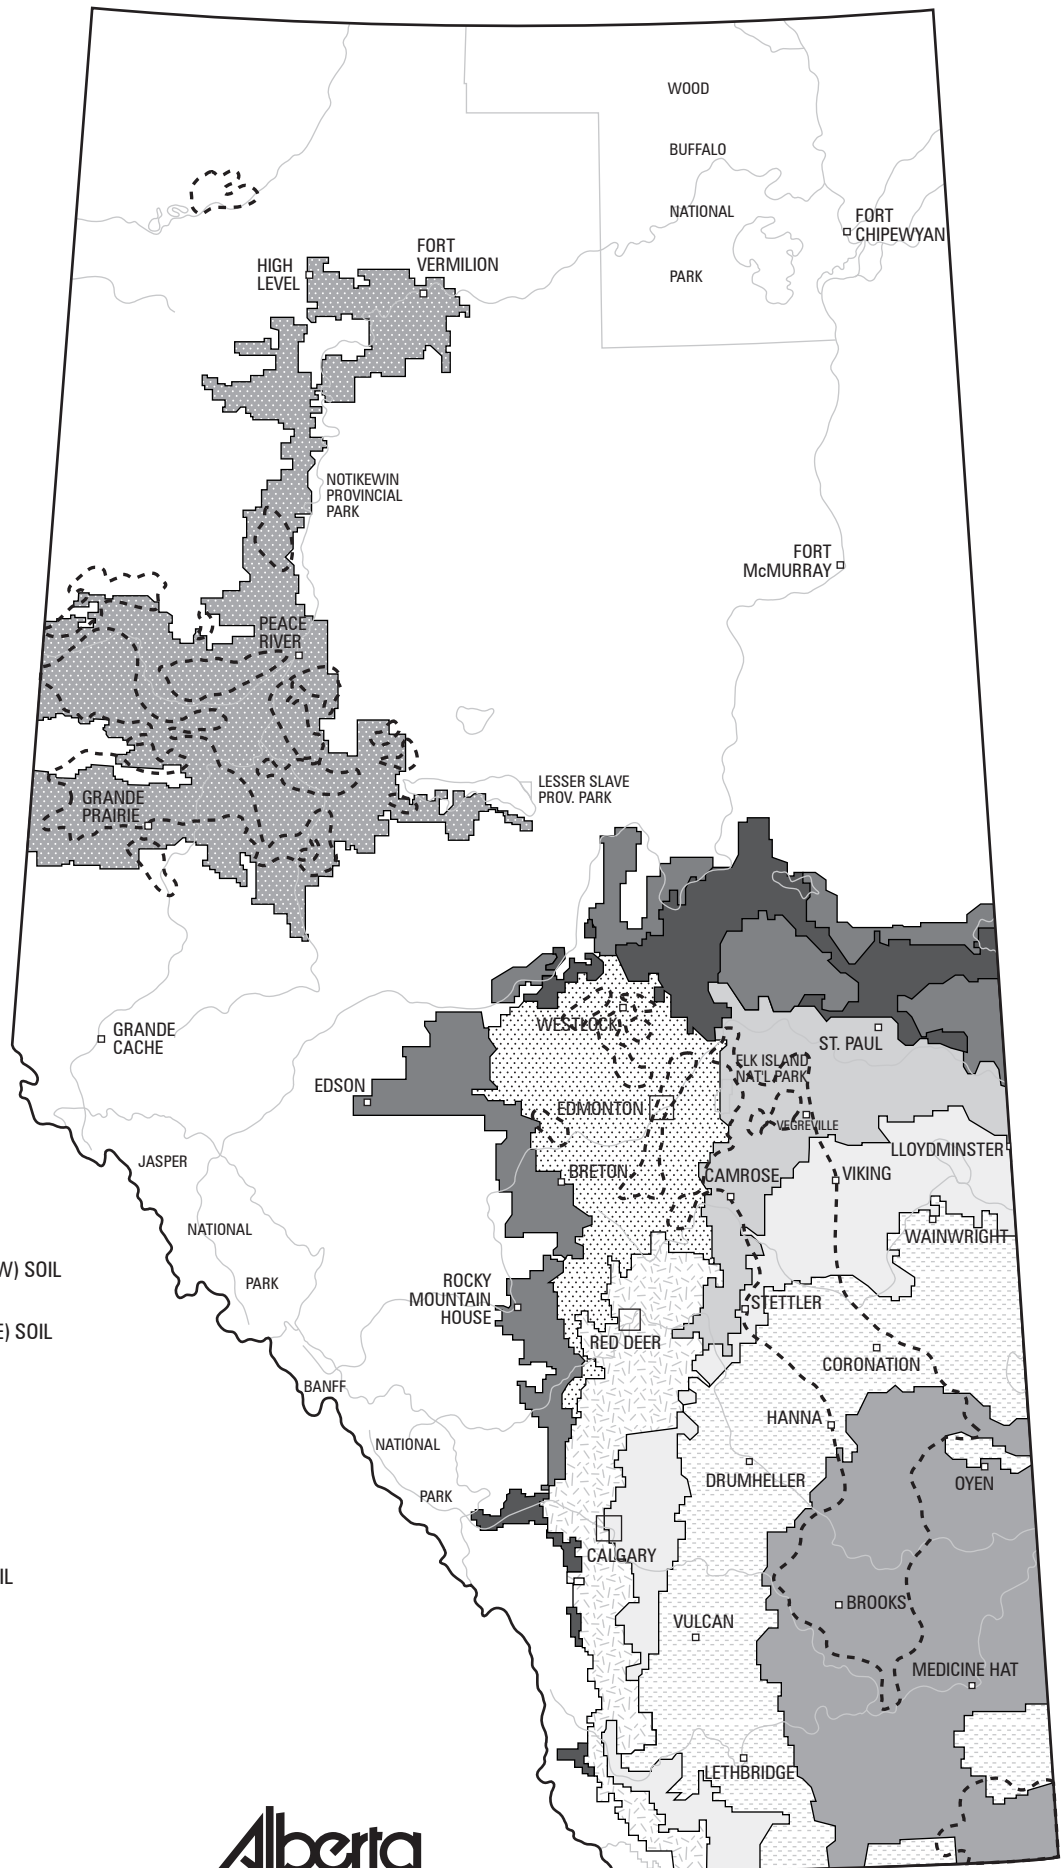 WOOD
BUFFALO
NATIONAL
PARK
FORT
CHIPEWYAN
FORT
VERMILION
HIGH
LEVEL
NOTIKEWIN
PROVINCIAL
PARK
FORT
McMURRAY
PEACE
RIVER
LESSER SLAVE
PROV. PARK
GRANDE
PRAIRIE
GRANDE
CACHE
WESTLOCK
ST. PAUL
ELK ISLAND
NAT'L PARK
EDSON
EDMONTON
VEGREVILLE
LLOYDMINSTER
JASPER
NATIONAL
PARK
BRETON
CAMROSE
VIKING
WAINWRIGHT
W) SOIL
E) SOIL
ROCKY
MOUNTAIN
HOUSE
STETTLER
RED DEER
CORONATION
BANFF
NATIONAL
PARK
HANNA
DRUMHELLER
OYEN
CALGARY
IL
BROOKS
VULCAN
MEDICINE HAT
LETHBRIDGE
Alberta